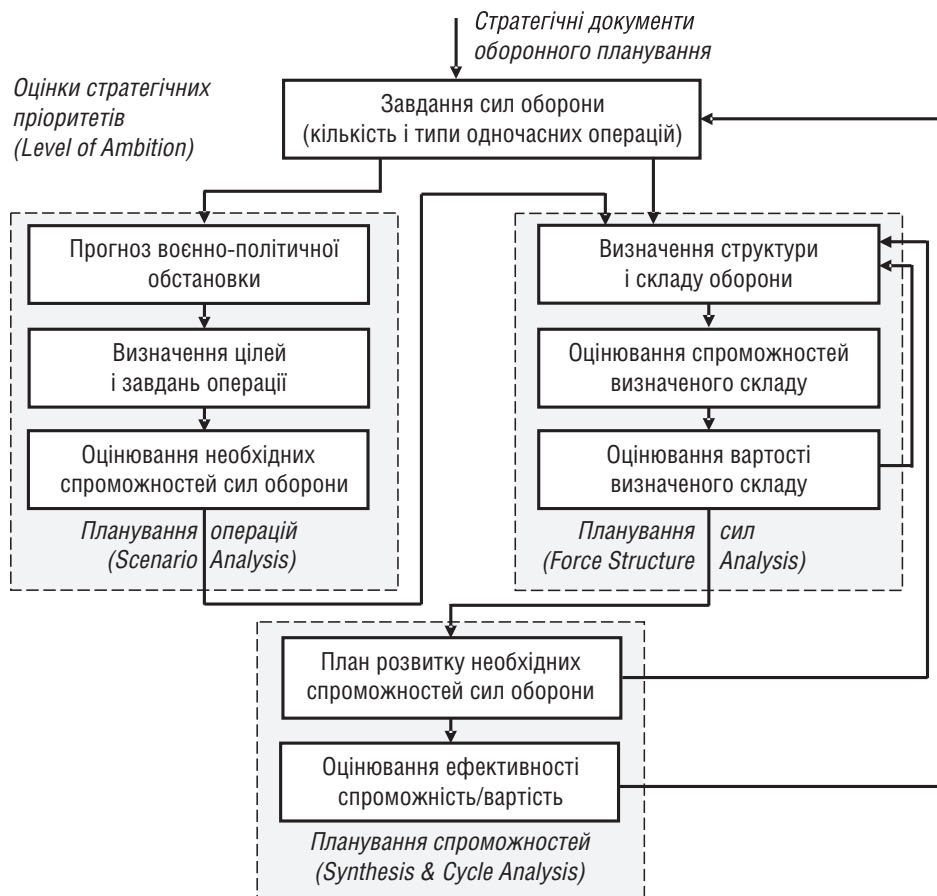 Стратегічні документи
оборонного планування
Оцінки стратегічних
пріоритетів
(Level of Ambition)
Завдання сил оборони
(кількість і типи одночасних операцій)
Прогноз воєнно-політичної
обстановки
Визначення цілей
і завдань операції
Оцінювання необхідних
спроможностей сил оборони
Планування операцій
(Scenario Analysis)
Визначення структури
і складу оборони
Оцінювання спроможностей
визначеного складу
Оцінювання вартості
визначеного складу
Планування сил
(Force Structure Analysis)
План розвитку необхідних
спроможностей сил оборони
Оцінювання ефективності
спроможність/вартість
Планування спроможностей
(Synthesis & Cycle Analysis)